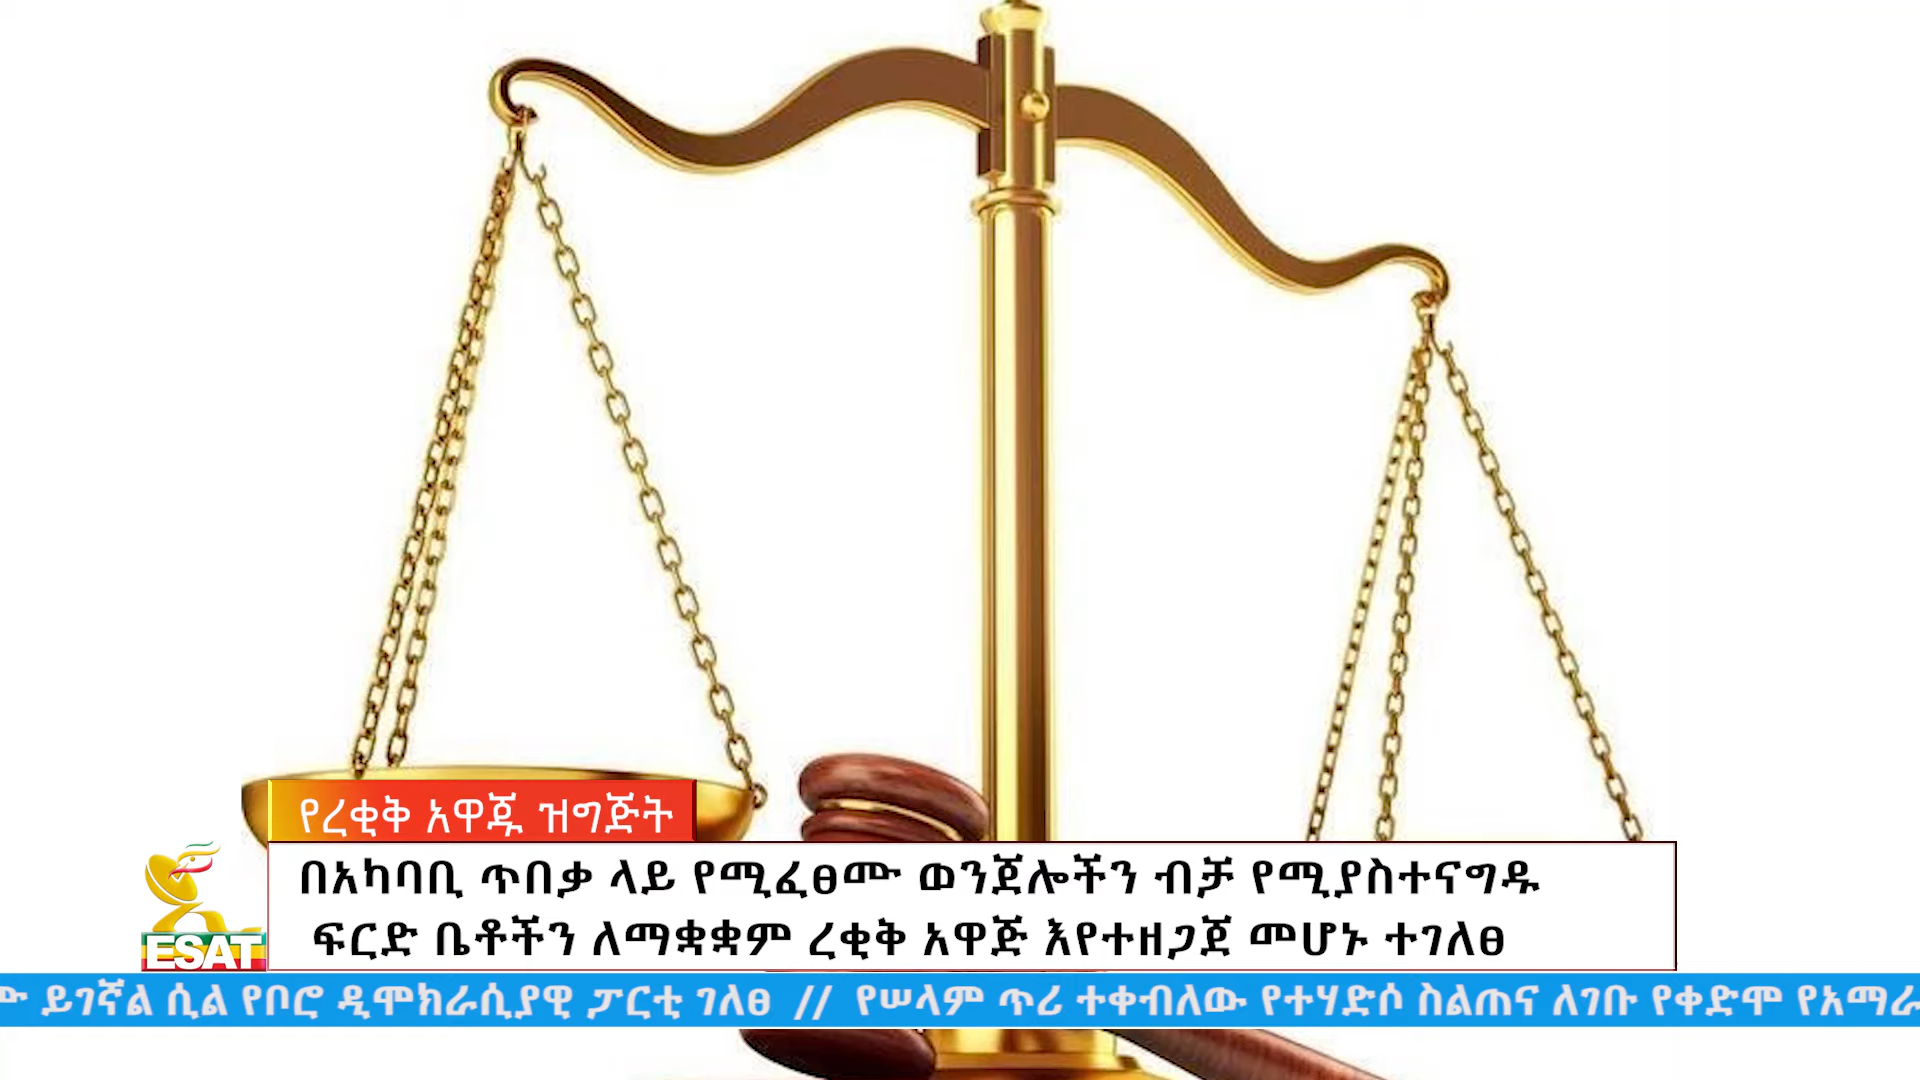 የረቂቅ አዋጁ ዝግጅት
በአካባቢ ጥበቃ ላይ የሚፈፀሙ ወንጀሎችን ብቻ የሚያስተናግዱ
ፍርድ ቤቶችን ለማቋቋም ረቂቅ አዋጅ እየተዘጋጀ መሆኑ ተገለፀ
ESAT
ይገኛል ሲል የቦሮ ዲሞክራሲያዊ ፓርቲ ገለፀ // የሠላም ጥሪ ተቀብለው የተሃድሶ ስልጠና ለገቡ የቀድሞ የአማራ